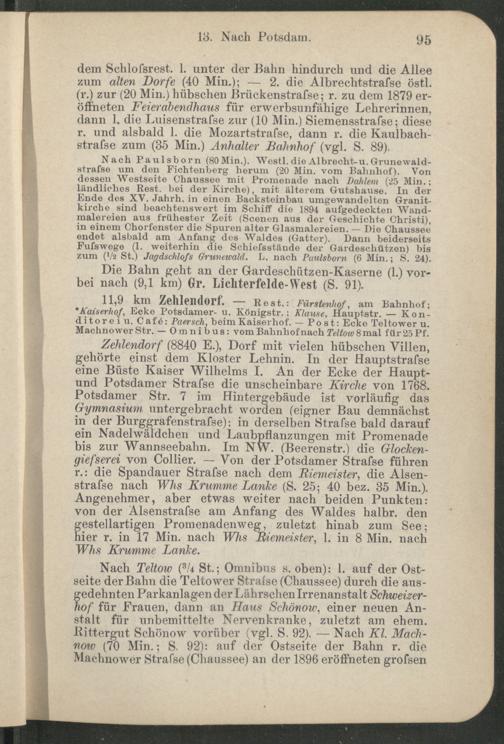 13. Nach Potsdam. 95
dem Schloſsrest. l. unter der Bahn hindurch und die Allee
zum alten Dorfe (40 Min.); — 2. die Albrechtstraſse östl.
(r.) zur (20 Min.) Brückenstraſse; r. zu dem 1879 er-
öffneten Feierabendhaus für erwerbsunfähige Lehrerinnen,
dann l. die Luisenstraſse zur (10 Min.) Siemensstraſse; diese
r. und alsbald l. die Mozartstraſse, dann r. die Kaulbach-
straſse zum (35 Min.) Anhalter Bahnhof (vgl. S. 89).
Nach Paulsborn (80 Min.). Westl. die Albrecht- u. Grunewald-
straſse um den Fichtenberg herum (20 Min. vom Bahnhof). Von
dessen Westseite Chaussee mit Promenade nach Dahlem (25 Min.;
ländliches Rest. bei der Kirche), mit älterem Gutshause. In der
Ende des XV. Jahrh. in einen Backsteinbau umgewandelten Granit-
kirche sind beachtenswert im Schiff die 1894 aufgedeckten Wand-
malereien aus frühester Zeit (Scenen aus der Geschichte Christi),
in einem Chorfenster die Spuren alter Glasmalereien. — Die Chaussee
endet alsbald am Anfang des Waldes (Gatter). Dann beiderseits
Fuſswege (l. weiterhin die Schieſsstände der Gardeschützen) bis
zum (1/2 St.) Jagdschloſs Grunewald. L. nach Paulsborn (6 Min.; S. 24).
Die Bahn geht an der Gardeschützen-Kaserne (l.) vor-
bei nach (9,1 km) Gr. Lichterfelde-West (S. 91).
11,9 km Zehlendorf. — Rest.: Fürstenhof, am Bahnhof;
*Kaiserhof, Ecke Potsdamer- u. Königstr.; Klause, Hauptstr. — Kon-
ditorei u. Café: Paersch, beim Kaiserhof. — Post: Ecke Teltower u.
Machnower Str. — Omnibus: vom Bahnhof nach Teltow 8 mal für 25 Pf.
Zehlendorf (8840 E.), Dorf mit vielen hübschen Villen,
gehörte einst dem Kloster Lehnin. In der Hauptstraſse
eine Büste Kaiser Wilhelms I. An der Ecke der Haupt-
und Potsdamer Straſse die unscheinbare Kirche von 1768.
Potsdamer Str. 7 im Hintergebäude ist vorläufig das
Gymnasium untergebracht worden (eigner Bau demnächst
in der Burggrafenstraſse); in derselben Straſse bald darauf
ein Nadelwäldchen und Laubpflanzungen mit Promenade
bis zur Wannseebahn. Im NW. (Beerenstr.) die Glocken-
gieſserei von Collier. — Von der Potsdamer Straſse führen
r.: die Spandauer Straſse nach dem Riemeister, die Alsen-
straſse nach Whs Krumme Lanke (S. 25; 40 bez. 35 Min.).
Angenehmer, aber etwas weiter nach beiden Punkten:
von der Alsenstraſse am Anfang des Waldes halbr. den
gestellartigen Promenadenweg, zuletzt hinab zum See;
hier r. in 17 Min. nach Whs Riemeister, l. in 8 Min. nach
Whs Krumme Lanke.
Nach Teltow (3/4 St.; Omnibus s. oben): l. auf der Ost-
seite der Bahn die Teltower Straſse (Chaussee) durch die aus-
gedehnten Parkanlagen der Lährschen Irrenanstalt Schweizer-
hof für Frauen, dann an Haus Schönow, einer neuen An-
stalt für unbemittelte Nervenkranke, zuletzt am ehem.
Rittergut Schönow vorüber (vgl. S. 92). — Nach Kl. Mach-
now (70 Min.; S. 92): auf der Ostseite der Bahn r. die
Machnower Straſse (Chaussee) an der 1896 eröffneten groſsen